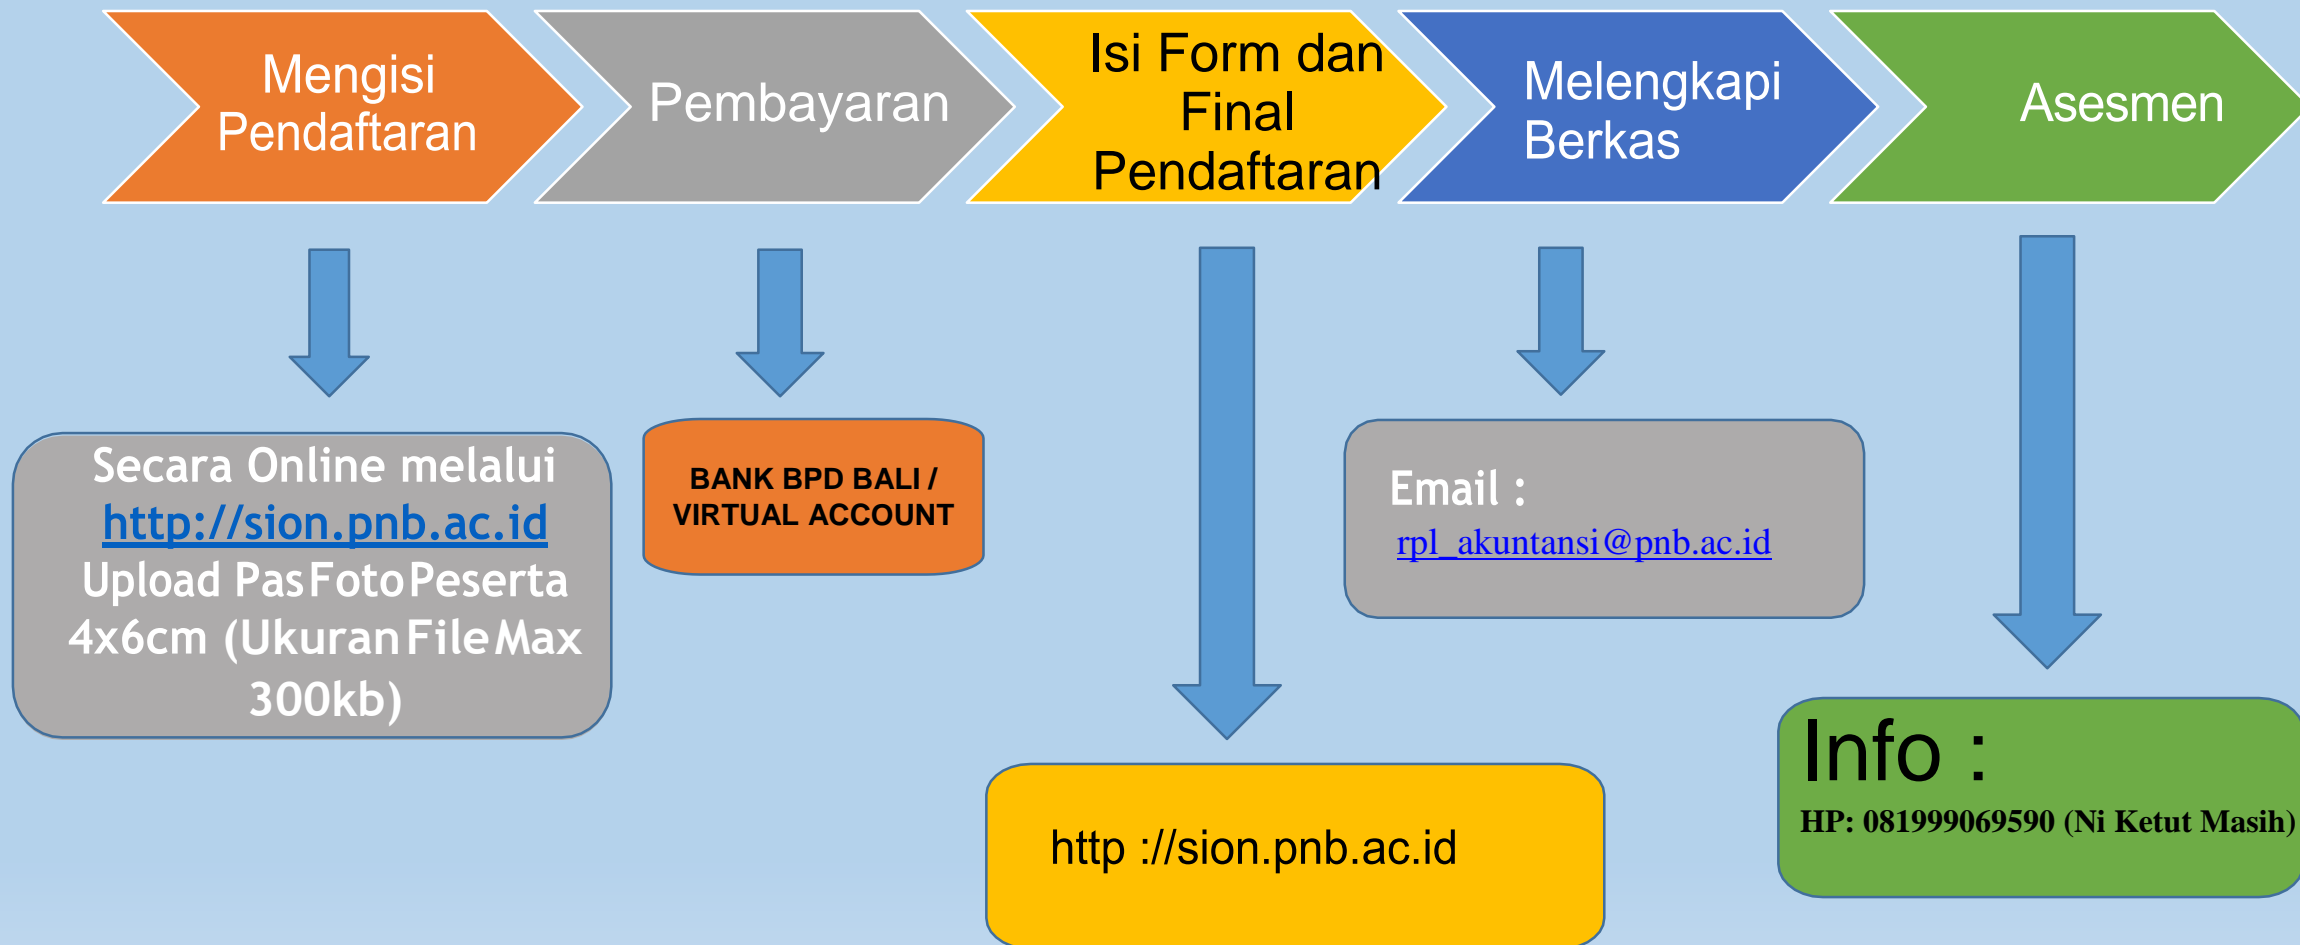 Mengisi
Pendaftaran
Pembayaran
Isi Form dan
Final
Pendaftaran
Melengkapi
Berkas
Asesmen
Secara Online melalui
http://sion.pnb.ac.id
Upload Pas Foto Peserta
4x6cm (Ukuran File Max
300kb)
BANK BPD BALI /
VIRTUAL ACCOUNT
http ://sion.pnb.ac.id
Email :
rpl_akuntansi@pnb.ac.id
Info :
HP: 081999069590 (Ni Ketut Masih)